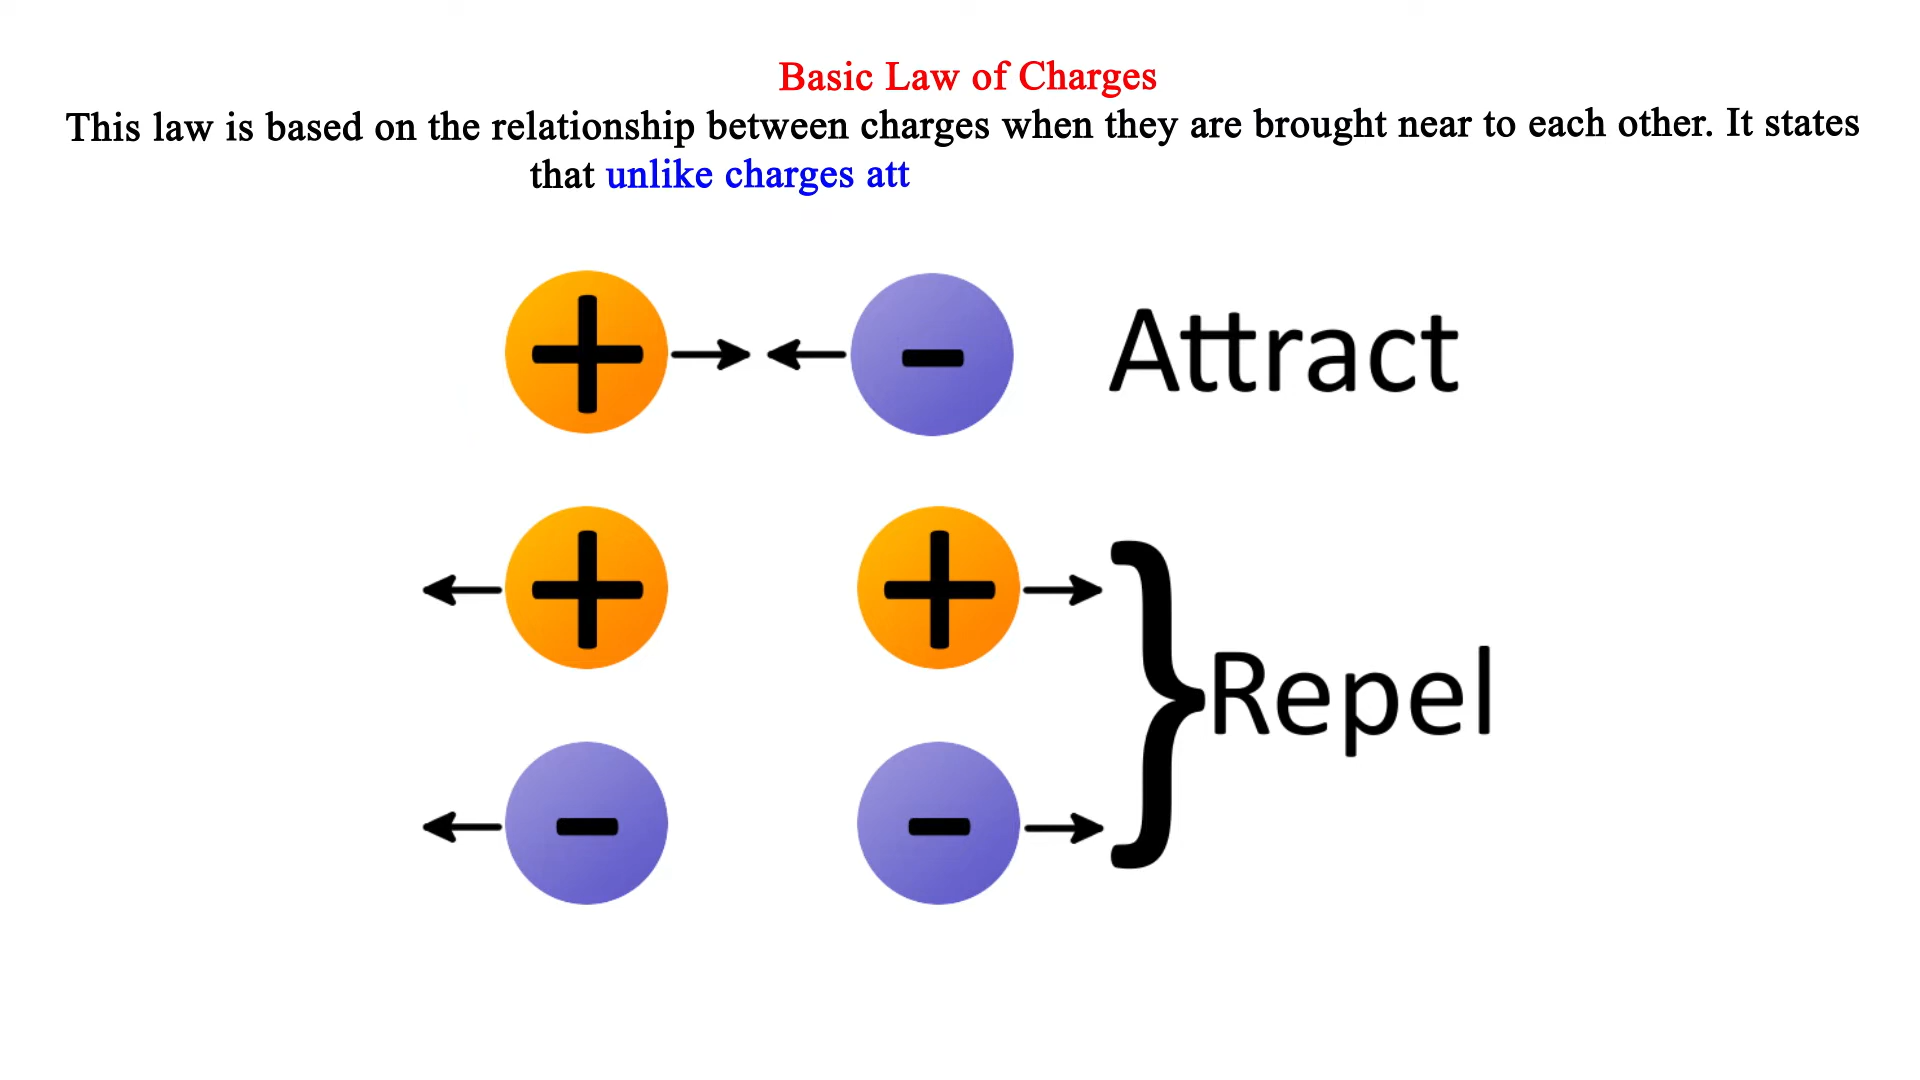 Basic Law of Charges
This law is based on the relationship between charges when they are brought near to each other. It states
that unlike charges att
+ - Attract
+ +
} Repel
- -